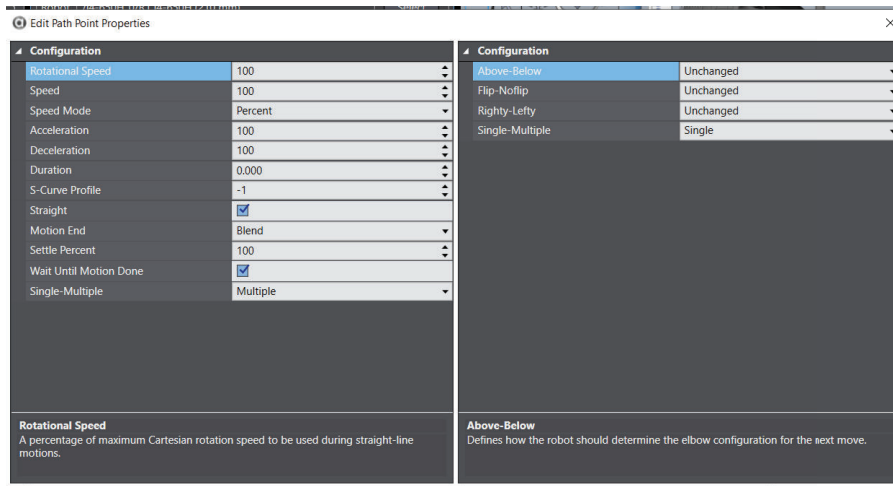 Edit Path Point Properties
Configuration
Rotational Speed 100
Speed 100
Speed Mode Percent
Acceleration 100
Deceleration 100
Duration 0.000
S-Curve Profile -1
Straight
Motion End Blend
Settle Percent 100
Wait Until Motion Done
Single-Multiple Multiple
Rotational Speed
A percentage of maximum Cartesian rotation speed to be used during straight-line
motions.
Configuration
Above-Below Unchanged
Flip-Noflip Unchanged
Righty-Lefty Unchanged
Single-Multiple Single
Above-Below
Defines how the robot should determine the elbow configuration for the next move.